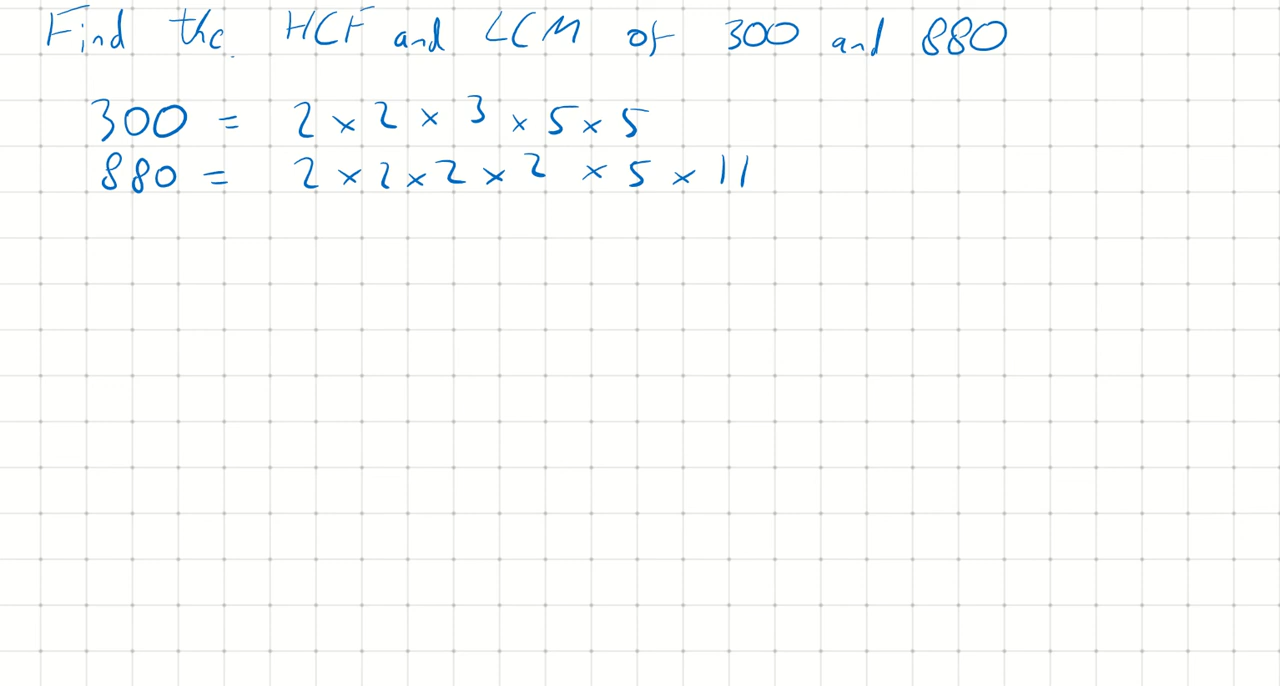 Find the HCF and LCM of 300 and 880
300 = 2 × 2 × 3 × 5 × 5
880 = 2 × 2 × 2 × 2 × 5 × 11